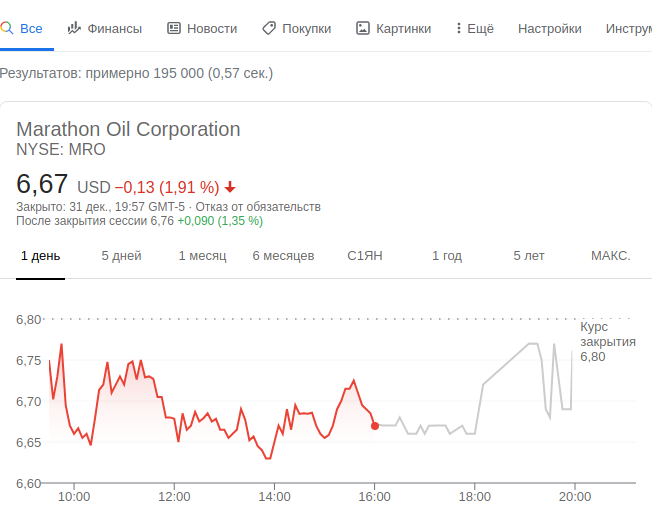 Все Финансы Новости Покупки Картинки Ещё Настройки Инструм
Результатов: примерно 195 000 (0,57 сек.)
Marathon Oil Corporation
NYSE: MRO
6,67 USD −0,13 (1,91 %)
Закрыто: 31 дек., 19:57 GMT-5 · Отказ от обязательств
После закрытия сессии 6,76 +0,090 (1,35 %)
1 день 5 дней 1 месяц 6 месяцев С1ЯН 1 год 5 лет МАКС.
6,80
Курс
закрытия
6,80
6,75
6,70
6,65
6,60
10:00 12:00 14:00 16:00 18:00 20:00